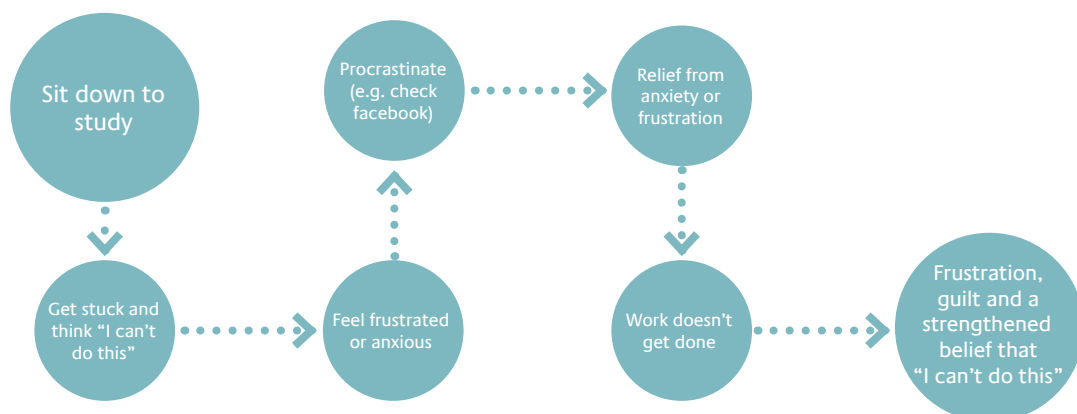 Sit down to
study
Get stuck and
think “I can’t
do this”
Feel frustrated
or anxious
Procrastinate
(e.g. check
facebook)
Relief from
anxiety or
frustration
Work doesn’t
get done
Frustration,
guilt and a
strengthened
belief that
“I can’t do this”